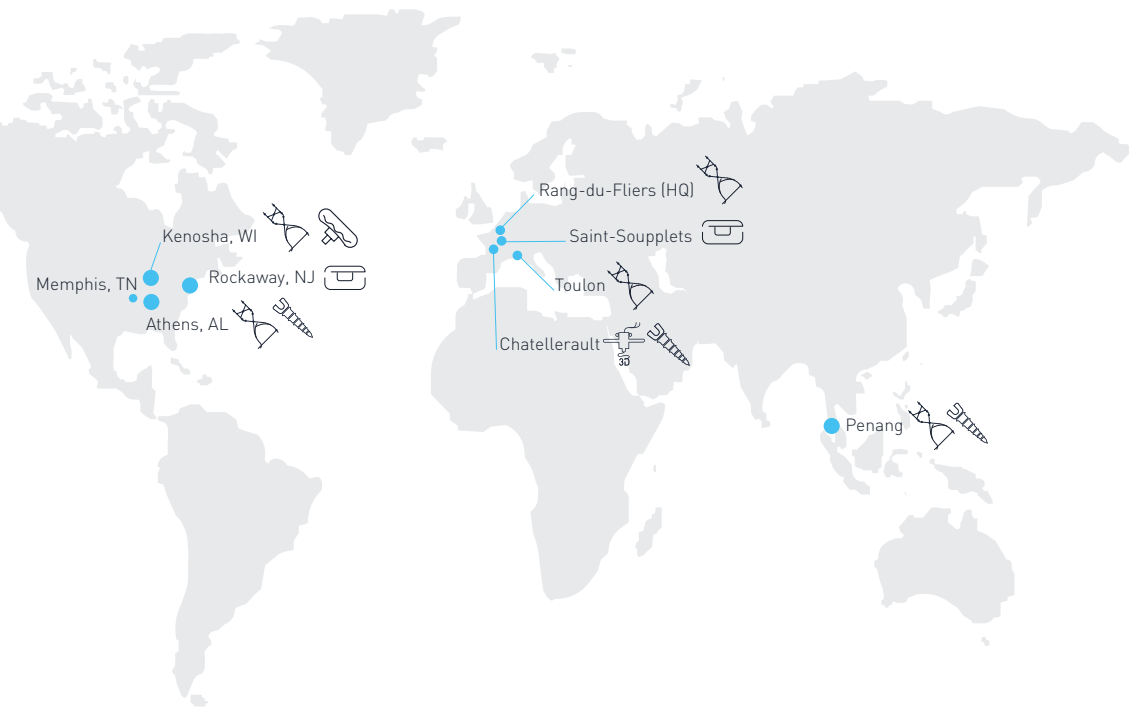 Rang-du-Fliers (HQ)
Kenosha, WI
Saint-Soupplets
Memphis, TN
Rockaway, NJ
Toulon
Athens, AL
Chatellerault
3D
Penang